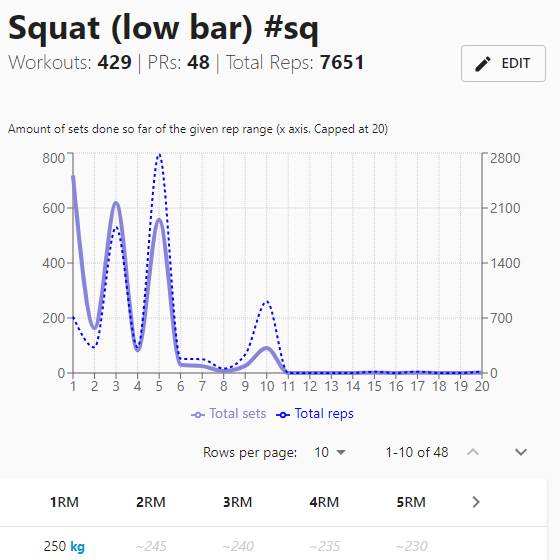 Squat (low bar) #sq
Workouts: 429 | PRs: 48 | Total Reps: 7651
EDIT
Amount of sets done so far of the given rep range (x axis. Capped at 20)
800 2800
600 2100
400 1400
200 700
0 0
1 2 3 4 5 6 7 8 9 10 11 12 13 14 15 16 17 18 19 20
Total sets Total reps
Rows per page: 10 1-10 of 48
1RM 2RM 3RM 4RM 5RM
250 kg ~245 ~240 ~235 ~230